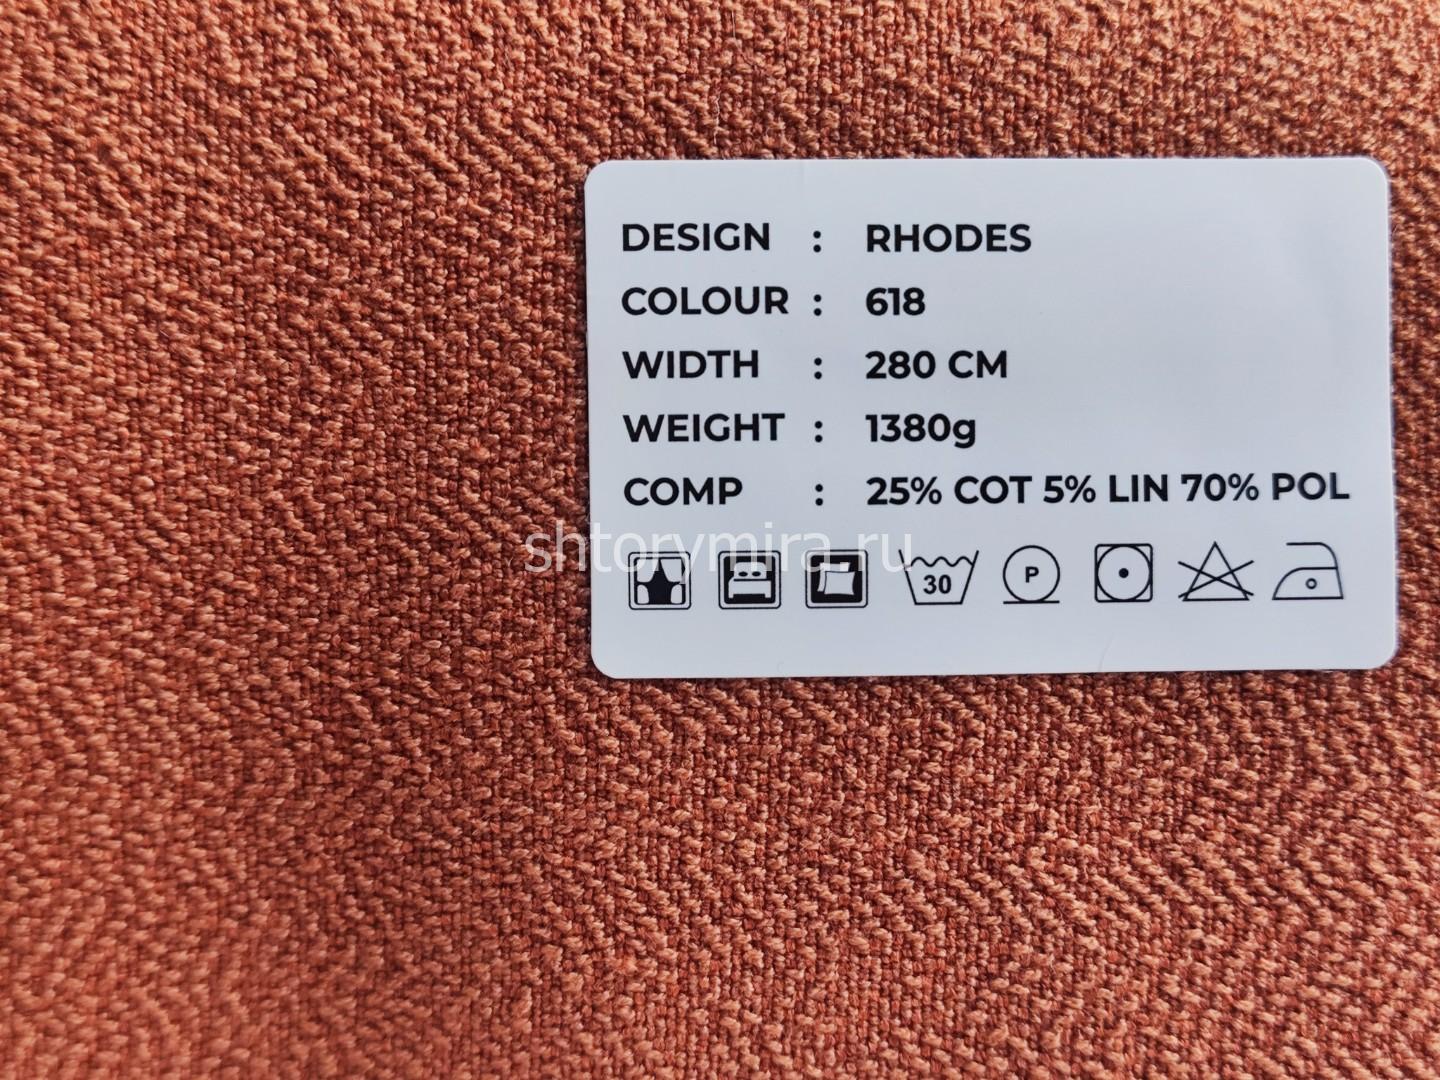 DESIGN : RHODES
COLOUR : 618
WIDTH : 280 CM
WEIGHT : 1380g
COMP : 25% COT 5% LIN 70% POL
shtorymira.ru
30 P